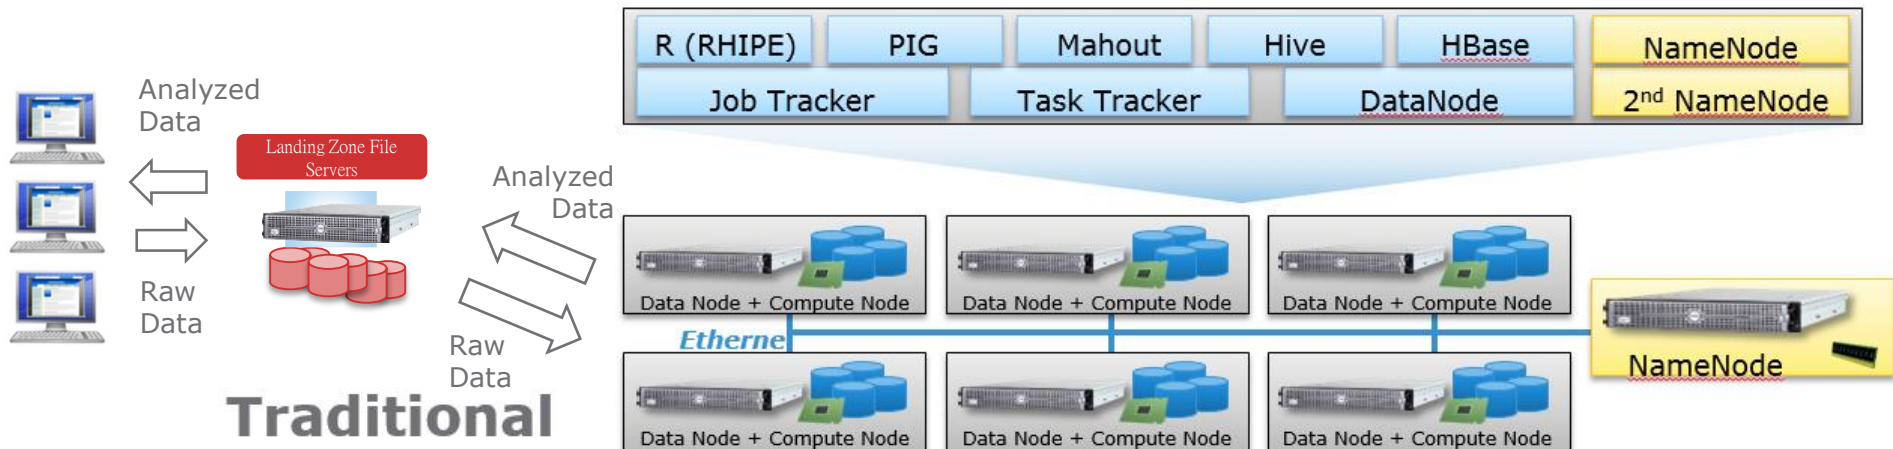 R (RHIPE)
PIG
Mahout
Hive
HBase
NameNode
Job Tracker
Task Tracker
DataNode
2nd NameNode
Analyzed
Data
Landing Zone File
Servers
Raw
Data
Analyzed
Data
Raw
Data
Traditional
Data Node + Compute Node
Data Node + Compute Node
Data Node + Compute Node
Etherne
NameNode
Data Node + Compute Node
Data Node + Compute Node
Data Node + Compute Node